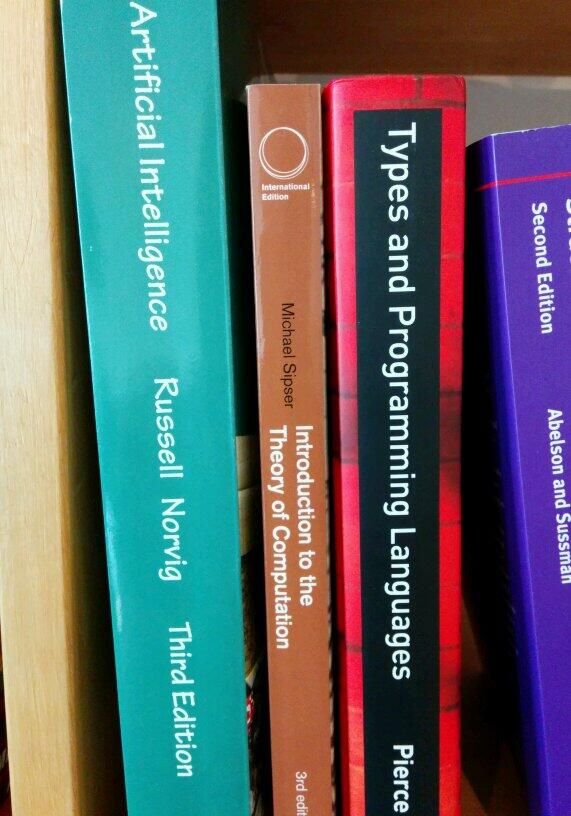 Artificial Intelligence Russell Norvig Third Edition
International
Edition
Michael Sipser
Introduction to the
Theory of Computation
3rd edit
Types and Programming Languages Pierce
Second Edition
Abelson and Sussman